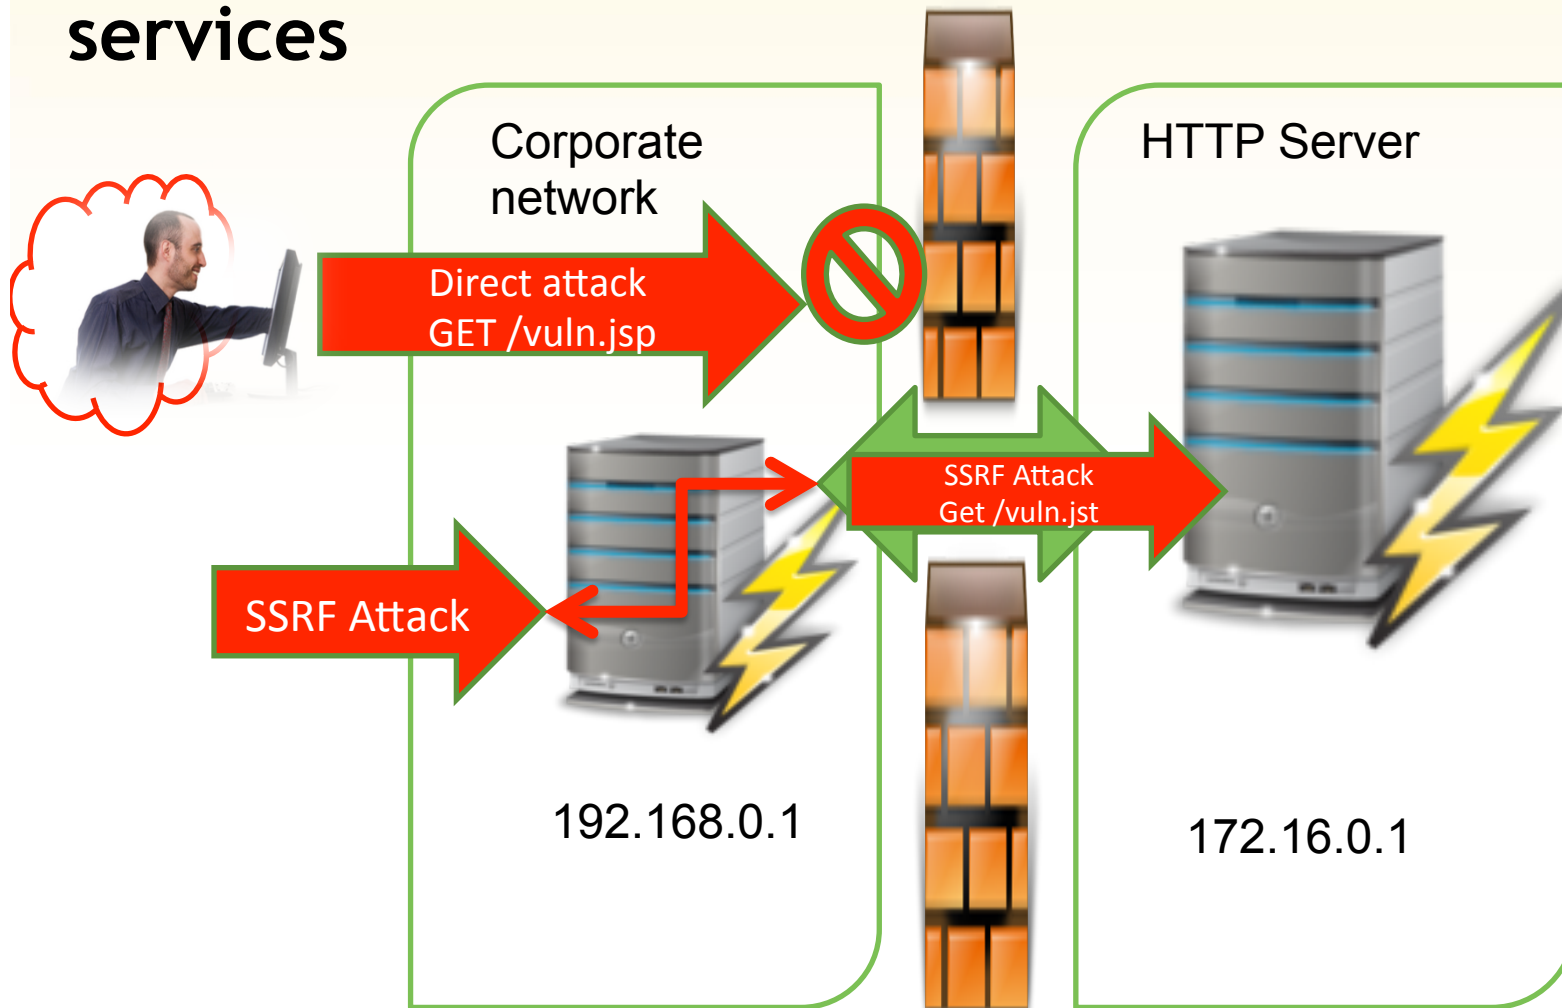 services
Corporate
network
HTTP Server
Direct attack
GET /vuln.jsp
SSRF Attack
Get /vuln.jst
SSRF Attack
192.168.0.1
172.16.0.1